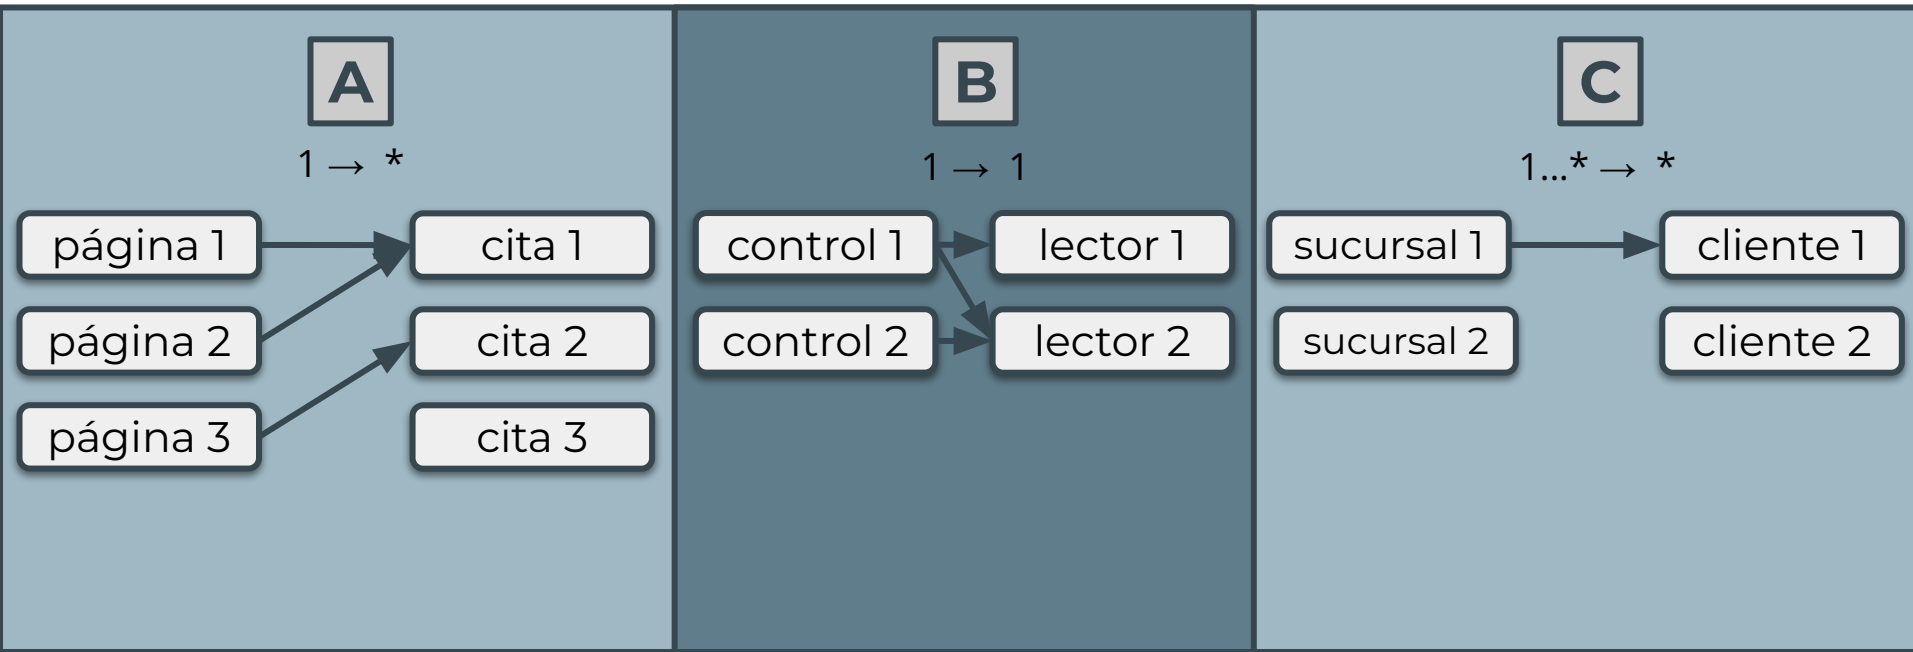 A
1 → *
página 1
cita 1
página 2
cita 2
página 3
cita 3
B
1 → 1
control 1
lector 1
control 2
lector 2
C
1...* → *
sucursal 1
cliente 1
sucursal 2
cliente 2